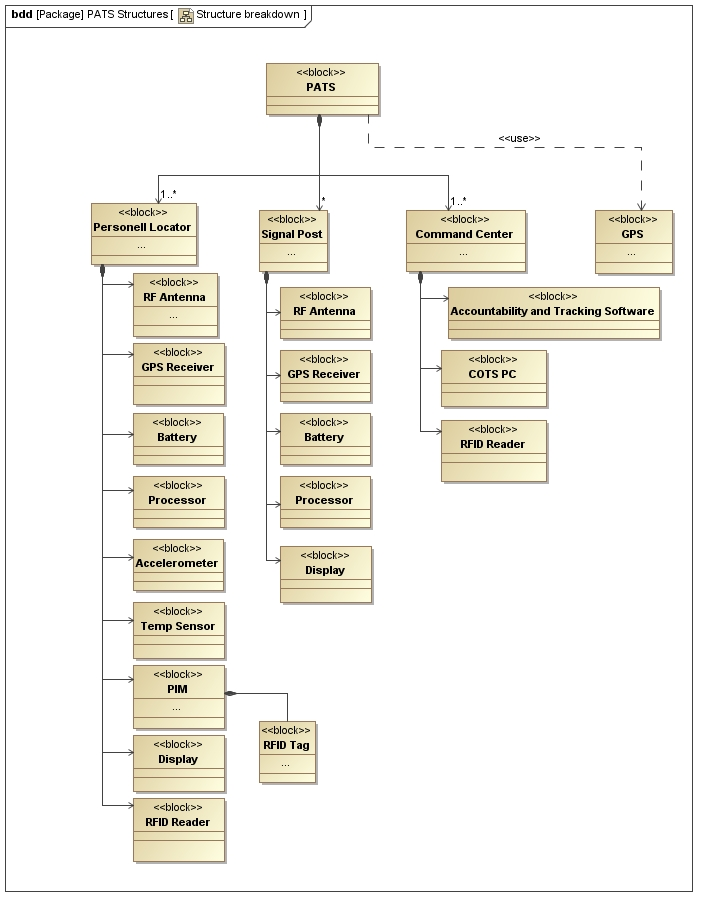 bdd [Package] PATS Structures [ Structure breakdown ]
<<block>>
PATS
<<use>>
1..*
*
1..*
<<block>>
Personell Locator
...
<<block>>
Signal Post
...
<<block>>
Command Center
...
<<block>>
GPS
...
<<block>>
RF Antenna
...
<<block>>
GPS Receiver
<<block>>
Battery
<<block>>
Processor
<<block>>
Accelerometer
<<block>>
Temp Sensor
<<block>>
PIM
...
<<block>>
RFID Tag
...
<<block>>
Display
<<block>>
RFID Reader
<<block>>
RF Antenna
<<block>>
GPS Receiver
<<block>>
Battery
<<block>>
Processor
<<block>>
Display
<<block>>
Accountability and Tracking Software
<<block>>
COTS PC
<<block>>
RFID Reader